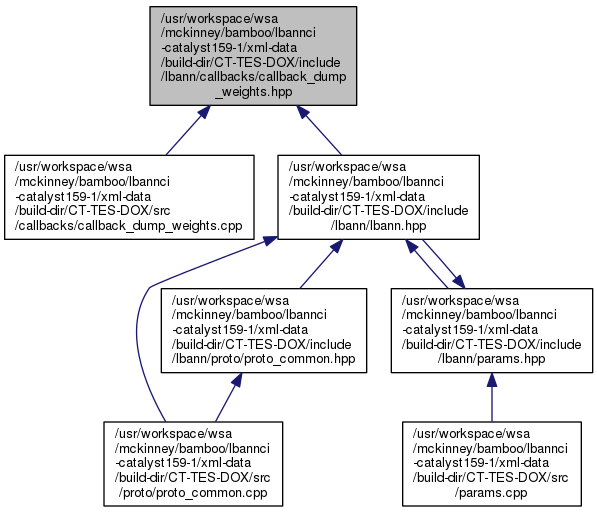 /usr/workspace/wsa
/mckinney/bamboo/lbannci
-catalyst159-1/xml-data
/build-dir/CT-TES-DOX/include
/lbann/callbacks/callback_dump
_weights.hpp
/usr/workspace/wsa
/mckinney/bamboo/lbannci
-catalyst159-1/xml-data
/build-dir/CT-TES-DOX/src
/callbacks/callback_dump_weights.cpp
/usr/workspace/wsa
/mckinney/bamboo/lbannci
-catalyst159-1/xml-data
/build-dir/CT-TES-DOX/include
/lbann/lbann.hpp
/usr/workspace/wsa
/mckinney/bamboo/lbannci
-catalyst159-1/xml-data
/build-dir/CT-TES-DOX/include
/lbann/proto/proto_common.hpp
/usr/workspace/wsa
/mckinney/bamboo/lbannci
-catalyst159-1/xml-data
/build-dir/CT-TES-DOX/include
/lbann/params.hpp
/usr/workspace/wsa
/mckinney/bamboo/lbannci
-catalyst159-1/xml-data
/build-dir/CT-TES-DOX/src
/proto/proto_common.cpp
/usr/workspace/wsa
/mckinney/bamboo/lbannci
-catalyst159-1/xml-data
/build-dir/CT-TES-DOX/src
/params.cpp